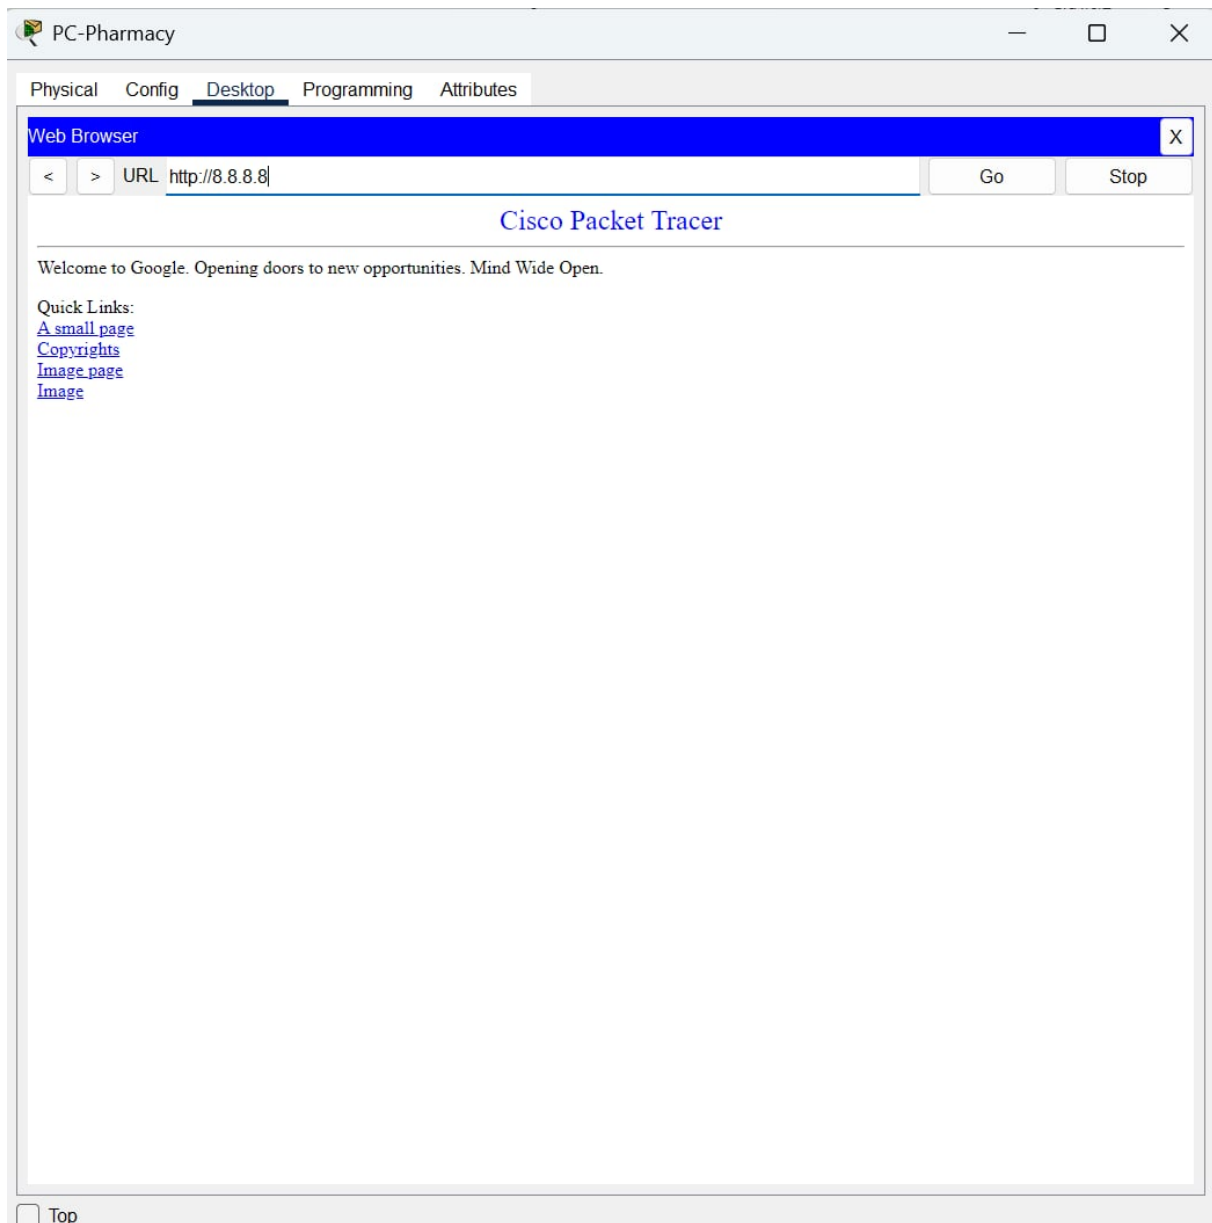 PC-Pharmacy
Physical Config Desktop Programming Attributes
Web Browser
X
< > URL http://8.8.8.8 Go Stop
Cisco Packet Tracer
Welcome to Google. Opening doors to new opportunities. Mind Wide Open.
Quick Links:
A small page
Copyrights
Image page
Image
Top